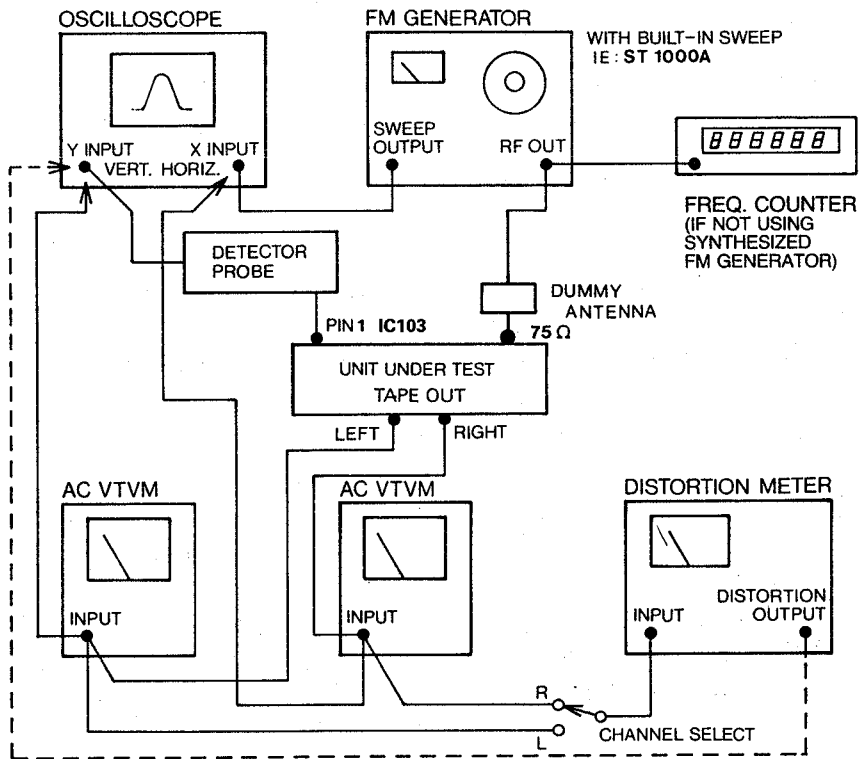 OSCILLOSCOPE
FM GENERATOR
WITH BUILT-IN SWEEP
IE: ST 1000A
Y INPUT
X INPUT
VERT. HORIZ.
SWEEP
OUTPUT
RF OUT
888888
FREQ. COUNTER
(IF NOT USING
SYNTHESIZED
FM GENERATOR)
DETECTOR
PROBE
DUMMY
ANTENNA
PIN 1 IC103
75 Ω
UNIT UNDER TEST
TAPE OUT
LEFT
RIGHT
AC VTVM
AC VTVM
DISTORTION METER
INPUT
INPUT
INPUT
DISTORTION
OUTPUT
R
L
CHANNEL SELECT